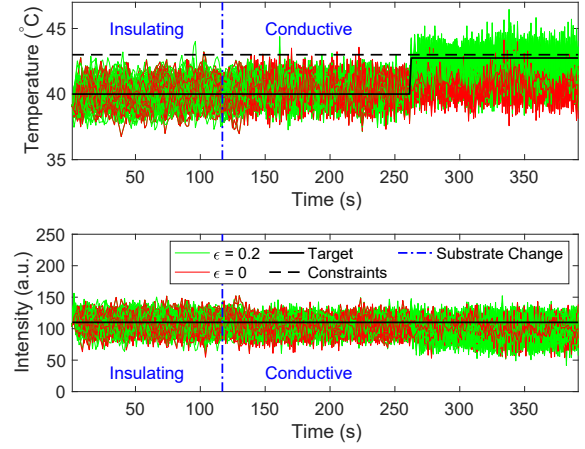 Insulating Conductive
45
40
35
Temperature (°C)
50 100 150 200 250 300 350
Time (s)
250
200
150
100
50
0
Intensity (a.u.)
ϵ = 0.2 Target Substrate Change
ϵ = 0 Constraints
Insulating Conductive
50 100 150 200 250 300 350
Time (s)